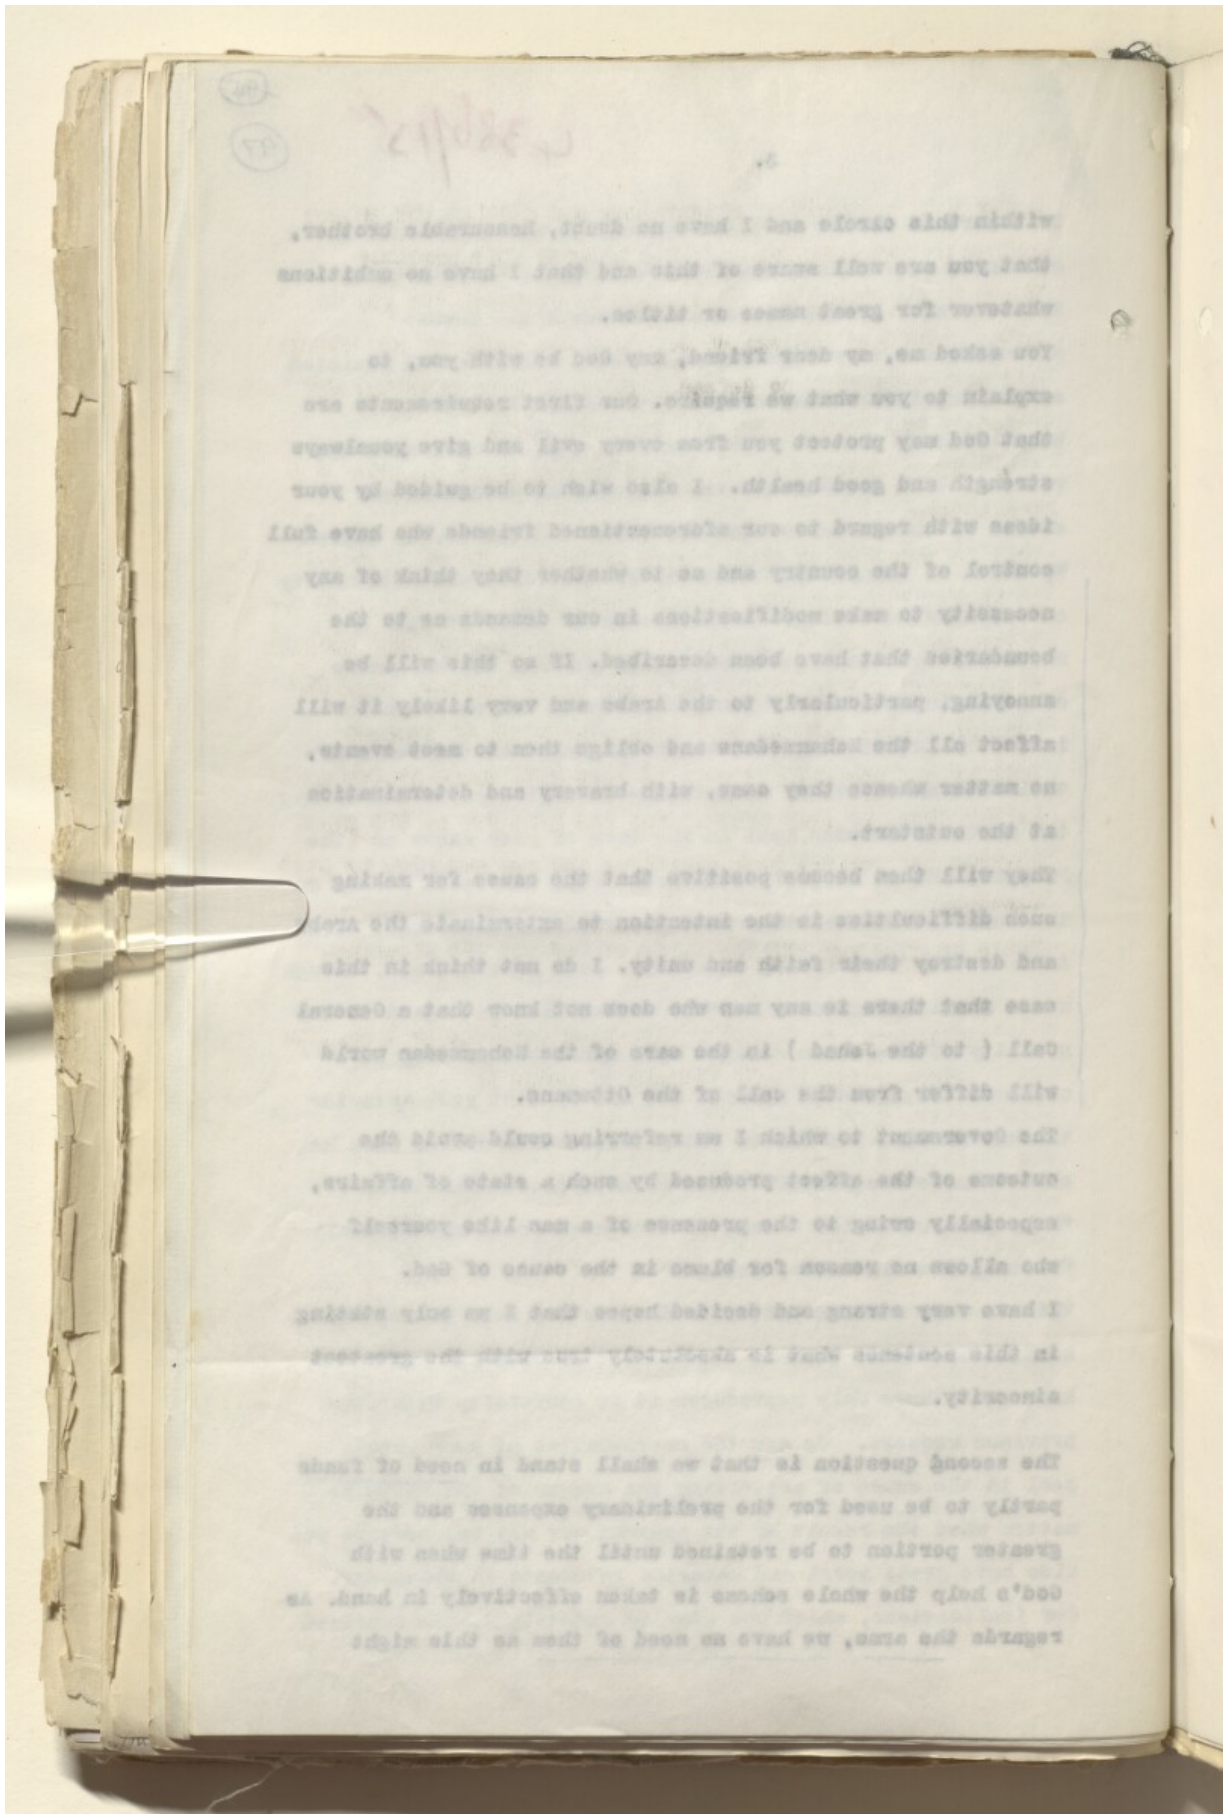 3.
within this circle and I have no doubt, honourable brother,
that you are well aware of this and that I have no ambitions
whatever for great names or titles.
You asked me, my dear friend, may God be with you, to
explain to you what we require. Our first requirements are
that God may protect you from every evil and give youalways
strength and good health. I also wish to be guided by your
ideas with regard to our aforementioned friends who have full
control of the country and as to whether they think of any
necessity to make modifications in our demands or to the
boundaries that have been described. If so this will be
annoying, particularly to the Arabs and very likely it will
affect all the Mohammedans and oblige them to meet events,
no matter whence they come, with bravery and determination
at the outstart.
They will then become positive that the cause for making
such difficulties is the intention to exterminate the Arabs
and destroy their faith and unity. I do not think in this
case that there is any man who does not know that a General
Call ( to the Jehad ) in the ears of the Mohammedan world
will differ from the call of the Ottomans.
The Government to which I am referring could avoid the
outcome of the affect produced by such a state of affairs,
especially owing to the presence of a man like yourself
who allows no reason for blame in the cause of God.
I have very strong and decided hopes that I am only stating
in this sentence what is absolutely true with the greatest
sincerity.
The second question is that we shall stand in need of funds
partly to be used for the preliminary expenses and the
greater portion to be retained until the time when with
God's help the whole scheme is taken effectively in hand. As
regards the arms, we have no need of them as this might